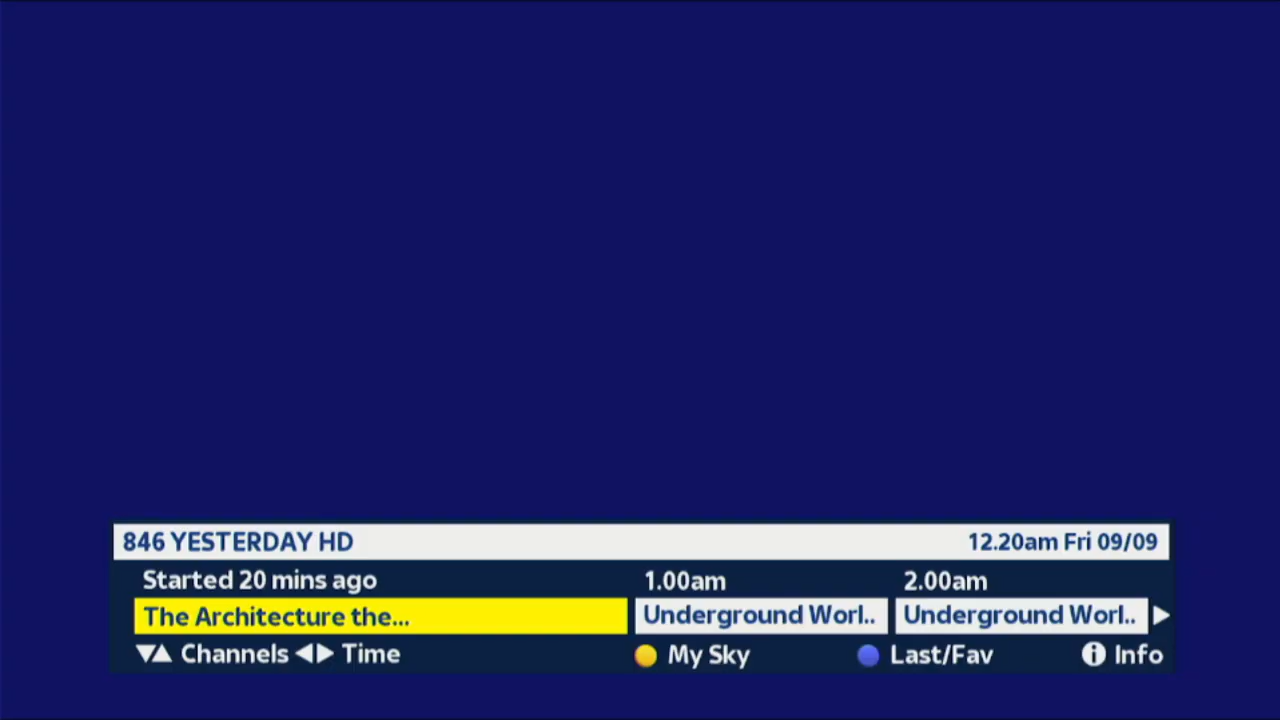 846 YESTERDAY HD 12.20am Fri 09/09
Started 20 mins ago 1.00am 2.00am
The Architecture the... Underground Worl.. Underground Worl..
Channels Time My Sky Last/Fav Info